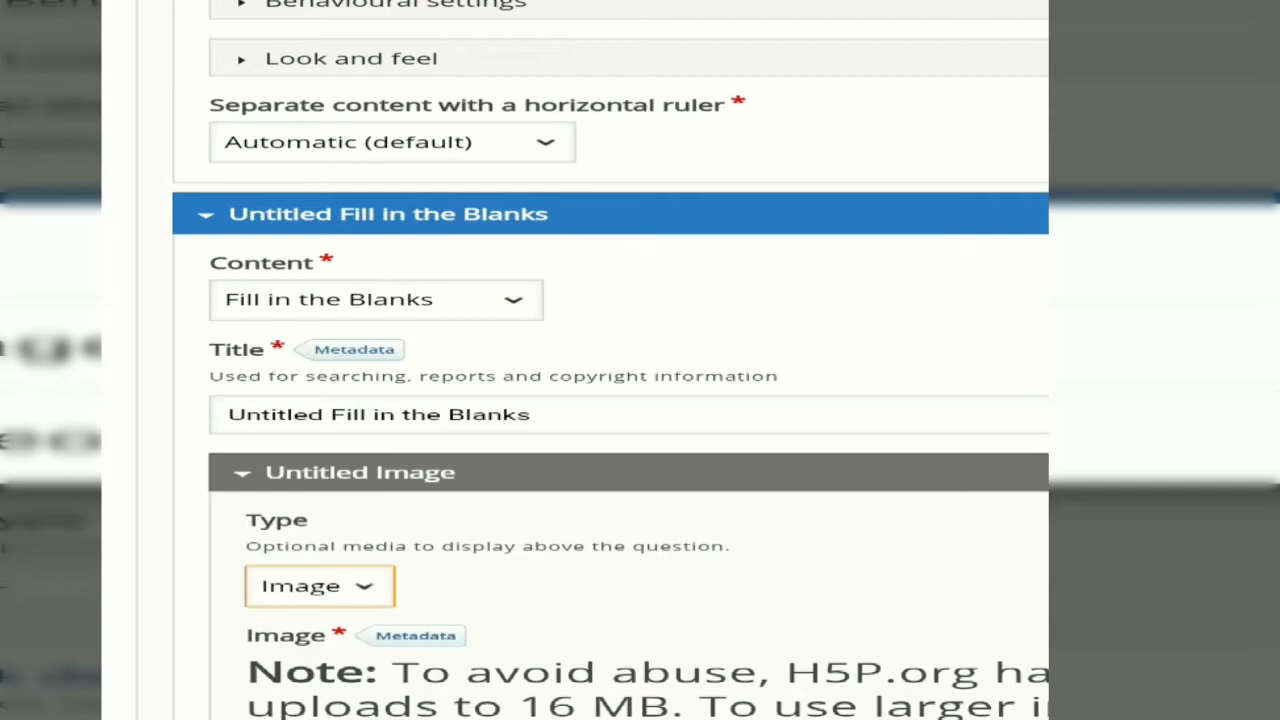 Behavioural settings
Look and feel
Separate content with a horizontal ruler *
Automatic (default)
Untitled Fill in the Blanks
Content *
Fill in the Blanks
Title * Metadata
Used for searching, reports and copyright information
Untitled Fill in the Blanks
Untitled Image
Type
Optional media to display above the question.
Image
Image * Metadata
Note: To avoid abuse, H5P.org ha
uploads to 16 MB. To use larger